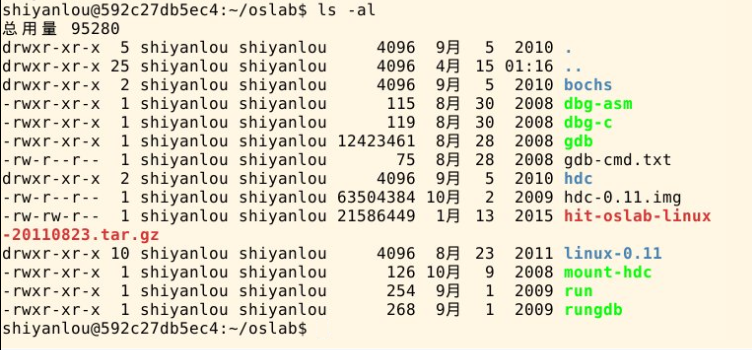 shiyanlou@592c27db5ec4:~/oslab$ ls -al
总用量 95280
drwxr-xr-x  5 shiyanlou shiyanlou     4096  9月  5  2010 .
drwxr-xr-x 25 shiyanlou shiyanlou     4096  4月 15 01:16 ..
drwxr-xr-x  2 shiyanlou shiyanlou     4096  9月  5  2010 bochs
-rwxr-xr-x  1 shiyanlou shiyanlou      115  8月 30  2008 dbg-asm
-rwxr-xr-x  1 shiyanlou shiyanlou      119  8月 30  2008 dbg-c
-rwxr-xr-x  1 shiyanlou shiyanlou 12423461  8月 28  2008 gdb
-rw-r--r--  1 shiyanlou shiyanlou       75  8月 28  2008 gdb-cmd.txt
drwxr-xr-x  2 shiyanlou shiyanlou     4096  9月  5  2010 hdc
-rw-r--r--  1 shiyanlou shiyanlou 63504384 10月  2  2009 hdc-0.11.img
-rw-rw-r--  1 shiyanlou shiyanlou 21586449  1月 13  2015 hit-oslab-linux
-20110823.tar.gz
drwxr-xr-x 10 shiyanlou shiyanlou     4096  8月 23  2011 linux-0.11
-rwxr-xr-x  1 shiyanlou shiyanlou      126 10月  9  2008 mount-hdc
-rwxr-xr-x  1 shiyanlou shiyanlou      254  9月  1  2009 run
-rwxr-xr-x  1 shiyanlou shiyanlou      268  9月  1  2009 rungdb
shiyanlou@592c27db5ec4:~/oslab$